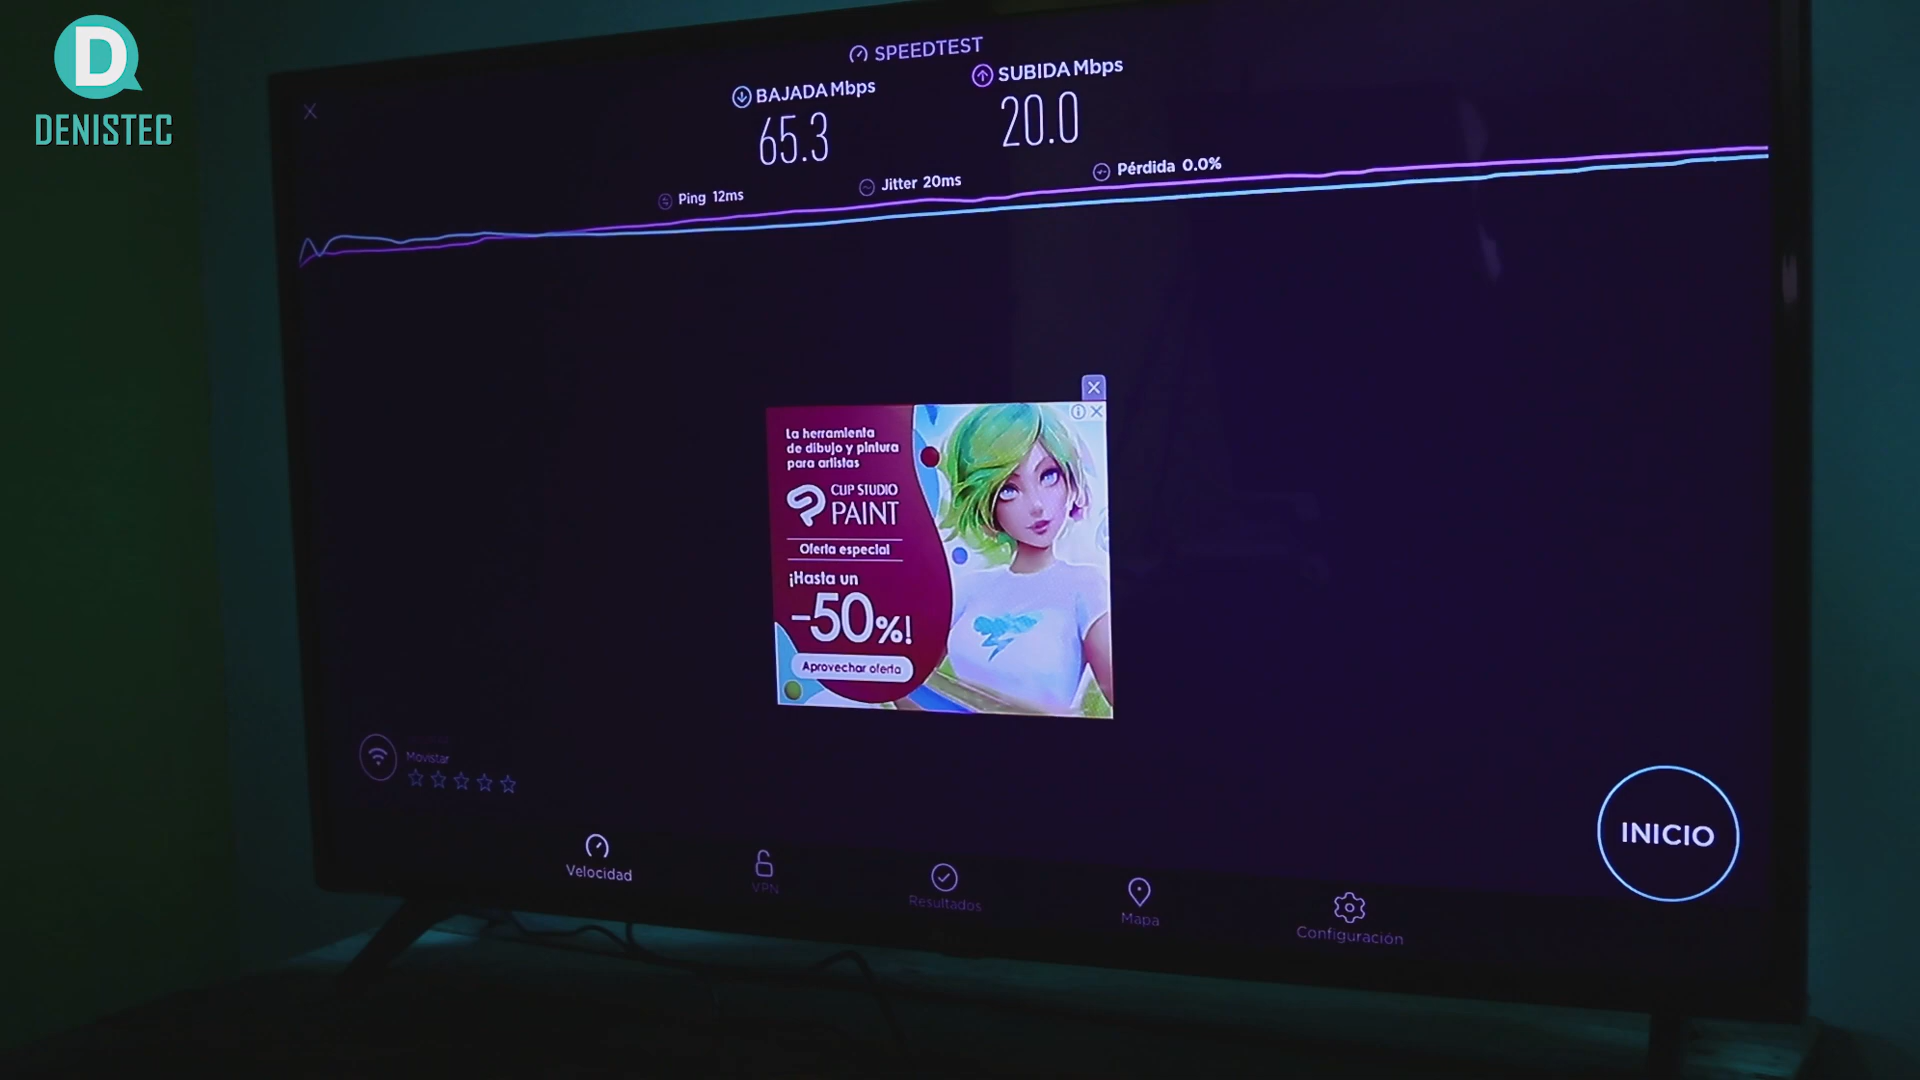 D
DENISTEC
SPEEDTEST
BAJADA Mbps
65.3
SUBIDA Mbps
20.0
Ping 12ms
Jitter 20ms
Pérdida 0.0%
La herramienta
de dibujo y pintura
para artistas
CLIP STUDIO
PAINT
Oferta especial
¡Hasta un
-50%!
Aprovechar oferta
Movistar
INICIO
Velocidad
VPN
Resultados
Mapa
Configuración